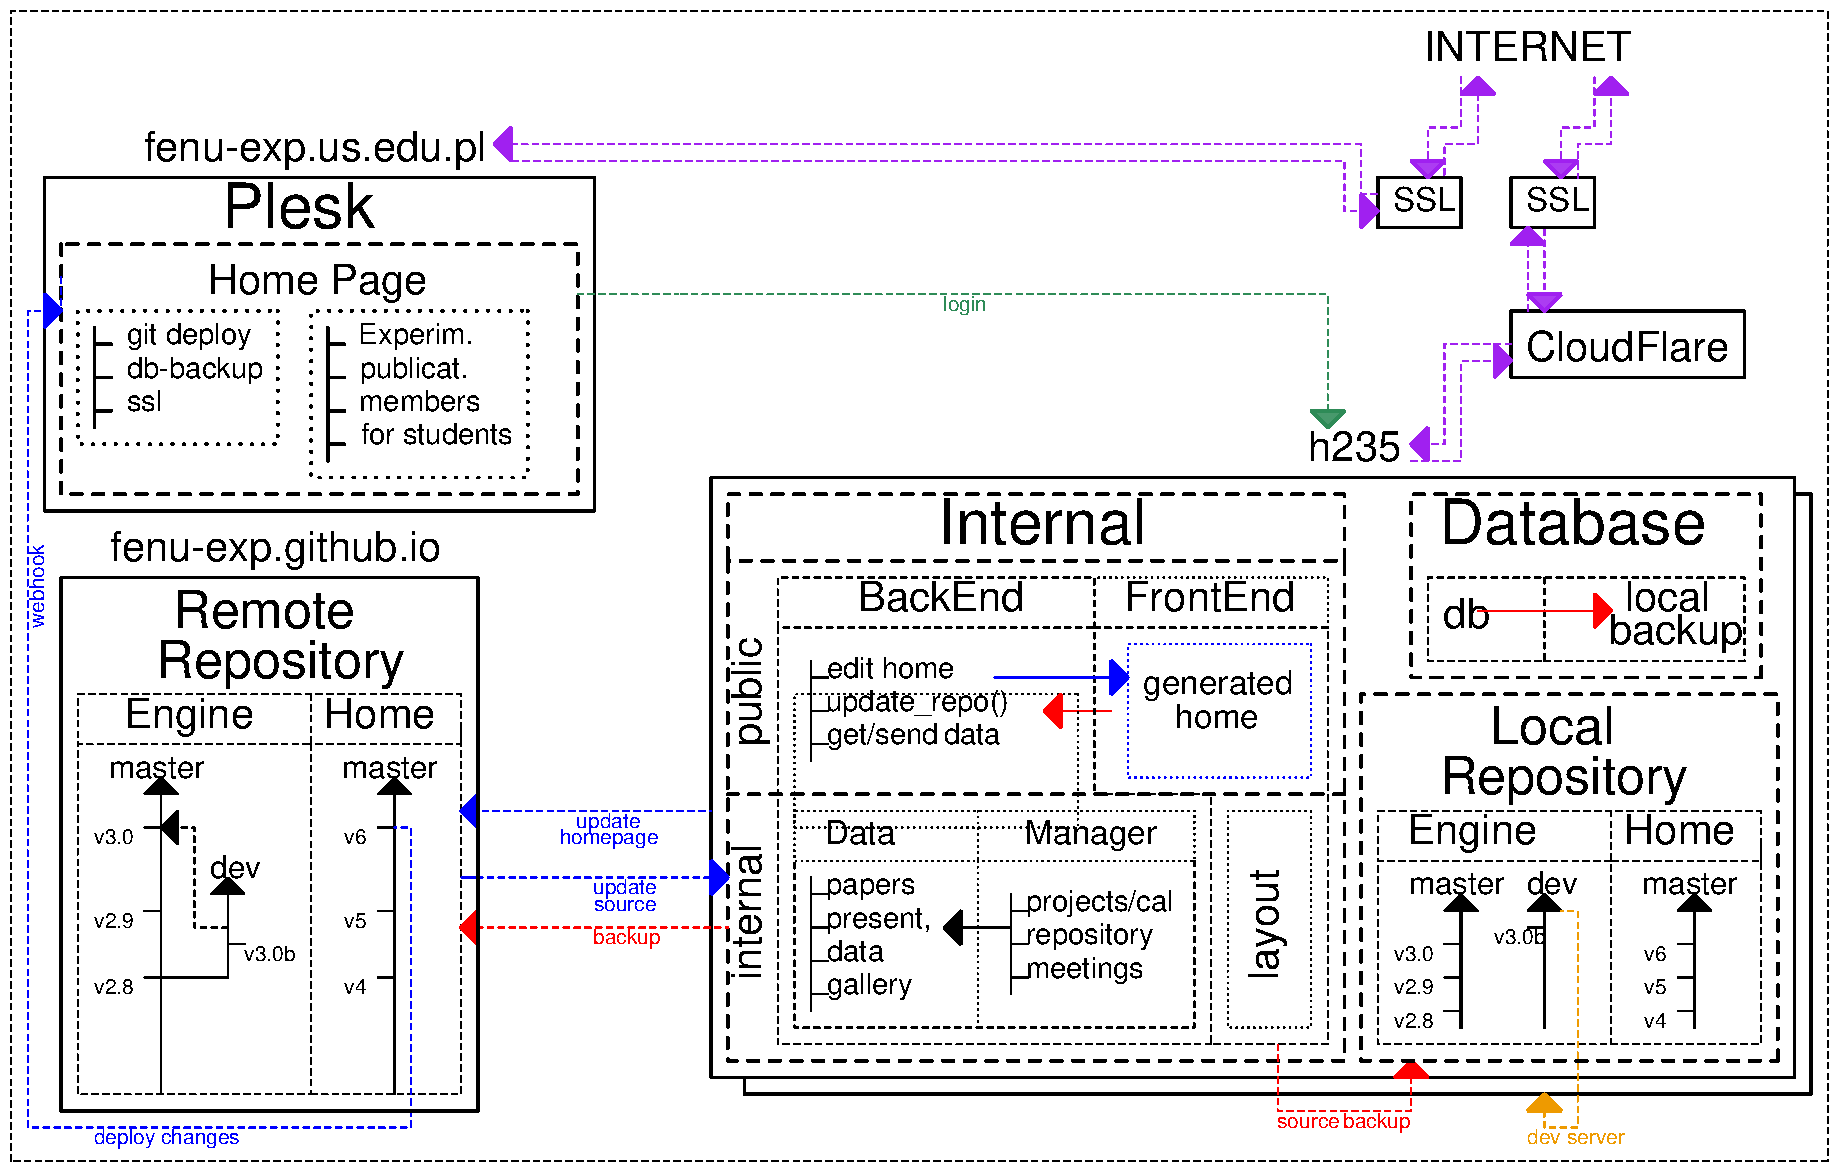 INTERNET
fenu-exp.us.edu.pl
SSL
SSL
Plesk
Home Page
git deploy
db-backup
ssl
Experim.
publicat.
members
for students
login
CloudFlare
h235
webhook
fenu-exp.github.io
Remote
Repository
Engine
Home
master
master
v3.0
v6
dev
v2.9
v5
v3.0b
v2.8
v4
deploy changes
update
homepage
update
source
backup
Internal
BackEnd
FrontEnd
public
edit home
update_repo()
get/send data
generated
home
internal
Data
Manager
papers
present,
data
gallery
projects/cal
repository
meetings
layout
Database
db
local
backup
Local
Repository
Engine
Home
master
dev
master
v3.0b
v3.0
v6
v2.9
v5
v2.8
v4
source backup
dev server